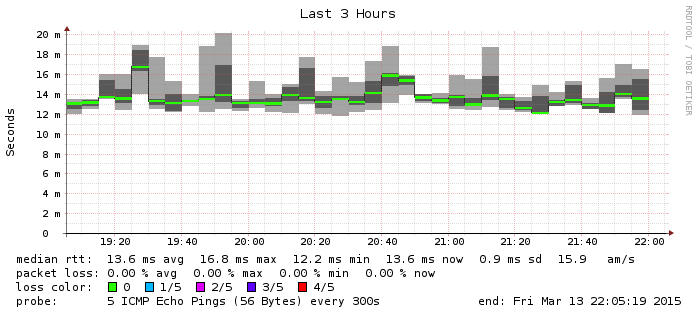 Last 3 Hours
RRDTOOL / TOBI OETIKER
Seconds
20 m
18 m
16 m
14 m
12 m
10 m
8 m
6 m
4 m
2 m
0
19:20 19:40 20:00 20:20 20:40 21:00 21:20 21:40 22:00
median rtt: 13.6 ms avg 16.8 ms max 12.2 ms min 13.6 ms now 0.9 ms sd 15.9 am/s
packet loss: 0.00 % avg 0.00 % max 0.00 % min 0.00 % now
loss color: 0 1/5 2/5 3/5 4/5
probe: 5 ICMP Echo Pings (56 Bytes) every 300s end: Fri Mar 13 22:05:19 2015